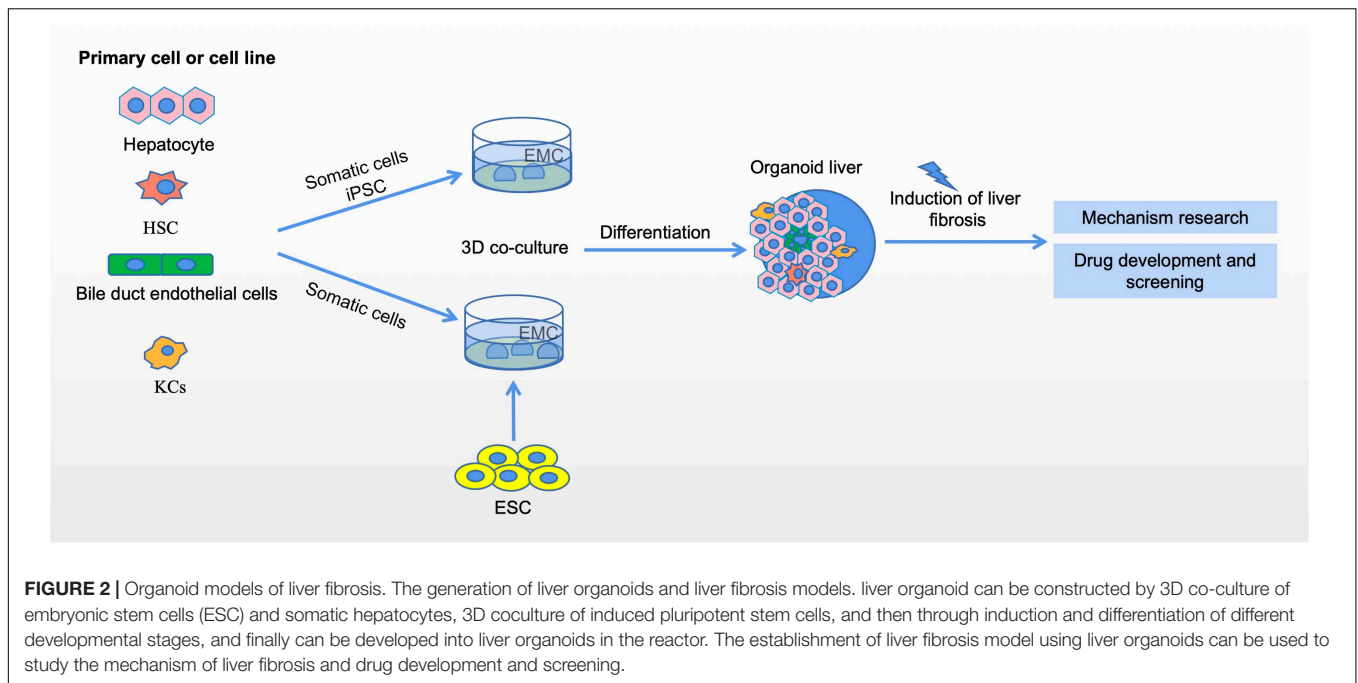 Primary cell or cell line
Hepatocyte
HSC
Bile duct endothelial cells
KCs
Somatic cells
iPSC
Somatic cells
EMC
3D co-culture
EMC
ESC
Differentiation
Organoid liver
Induction of liver
fibrosis
Mechanism research
Drug development and
screening
FIGURE 2 | Organoid models of liver fibrosis. The generation of liver organoids and liver fibrosis models. liver organoid can be constructed by 3D co-culture of
embryonic stem cells (ESC) and somatic hepatocytes, 3D coculture of induced pluripotent stem cells, and then through induction and differentiation of different
developmental stages, and finally can be developed into liver organoids in the reactor. The establishment of liver fibrosis model using liver organoids can be used to
study the mechanism of liver fibrosis and drug development and screening.